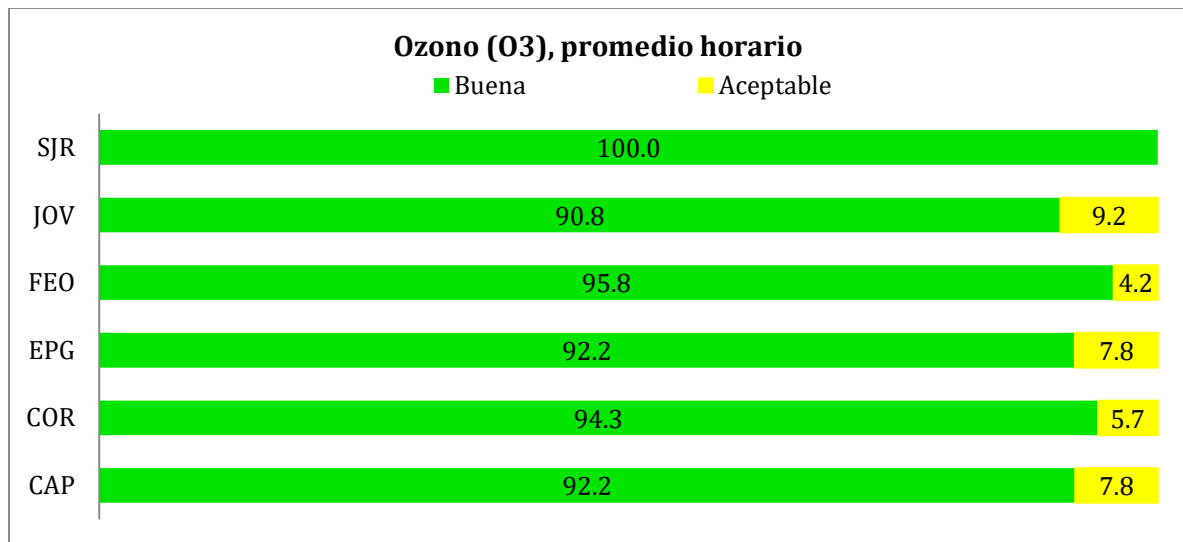 Ozono (O3), promedio horario
Buena Aceptable
SJR 100.0
JOV 90.8 9.2
FEO 95.8 4.2
EPG 92.2 7.8
COR 94.3 5.7
CAP 92.2 7.8